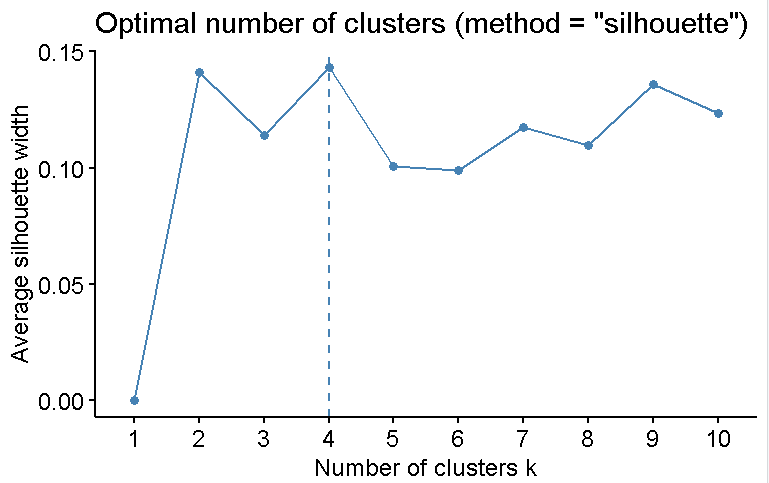 Optimal number of clusters (method = "silhouette")
Average silhouette width
0.15
0.10
0.05
0.00
1 2 3 4 5 6 7 8 9 10
Number of clusters k